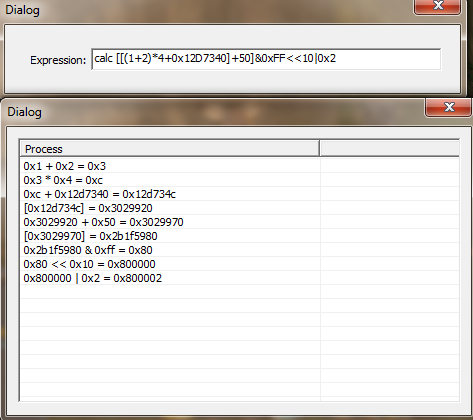 Dialog
Expression: calc [[(1+2)*4+0x12D7340]+50]&0xFF<<10|0x2
Dialog
Process
0x1 + 0x2 = 0x3
0x3 * 0x4 = 0xc
0xc + 0x12d7340 = 0x12d734c
[0x12d734c] = 0x3029920
0x3029920 + 0x50 = 0x3029970
[0x3029970] = 0x2b1f5980
0x2b1f5980 & 0xff = 0x80
0x80 << 0x10 = 0x800000
0x800000 | 0x2 = 0x800002